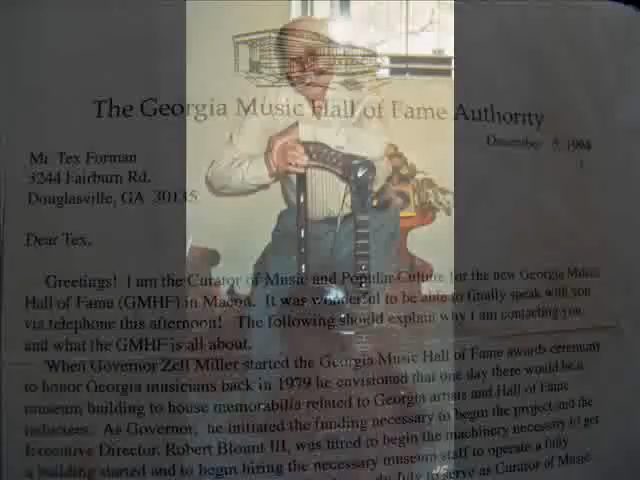 The Georgia Music Hall of Fame Authority
December 5, 1994
Mr. Tex Forman
3244 Fairburn Rd.
Douglasville, GA 30135
Dear Tex,
Greetings! I am the Curator of Music and Popular Culture for the new Georgia Music
Hall of Fame (GMHF) in Macon. It was wonderful to be able to finally speak with you
via telephone this afternoon! The following should explain why I am contacting you
and what the GMHF is all about.
When Governor Zell Miller started the Georgia Music Hall of Fame awards ceremony
to honor Georgia musicians back in 1979 he envisioned that one day there would be a
museum building to house memorabilia related to Georgia artists and Hall of Fame
inductees. As Governor, he initiated the funding necessary to begin the project and the
Executive Director, Robert Blount III, was hired to begin the machinery necessary to get
a building started and to begin hiring the necessary museum staff to operate a fully
to serve as Curator of Music